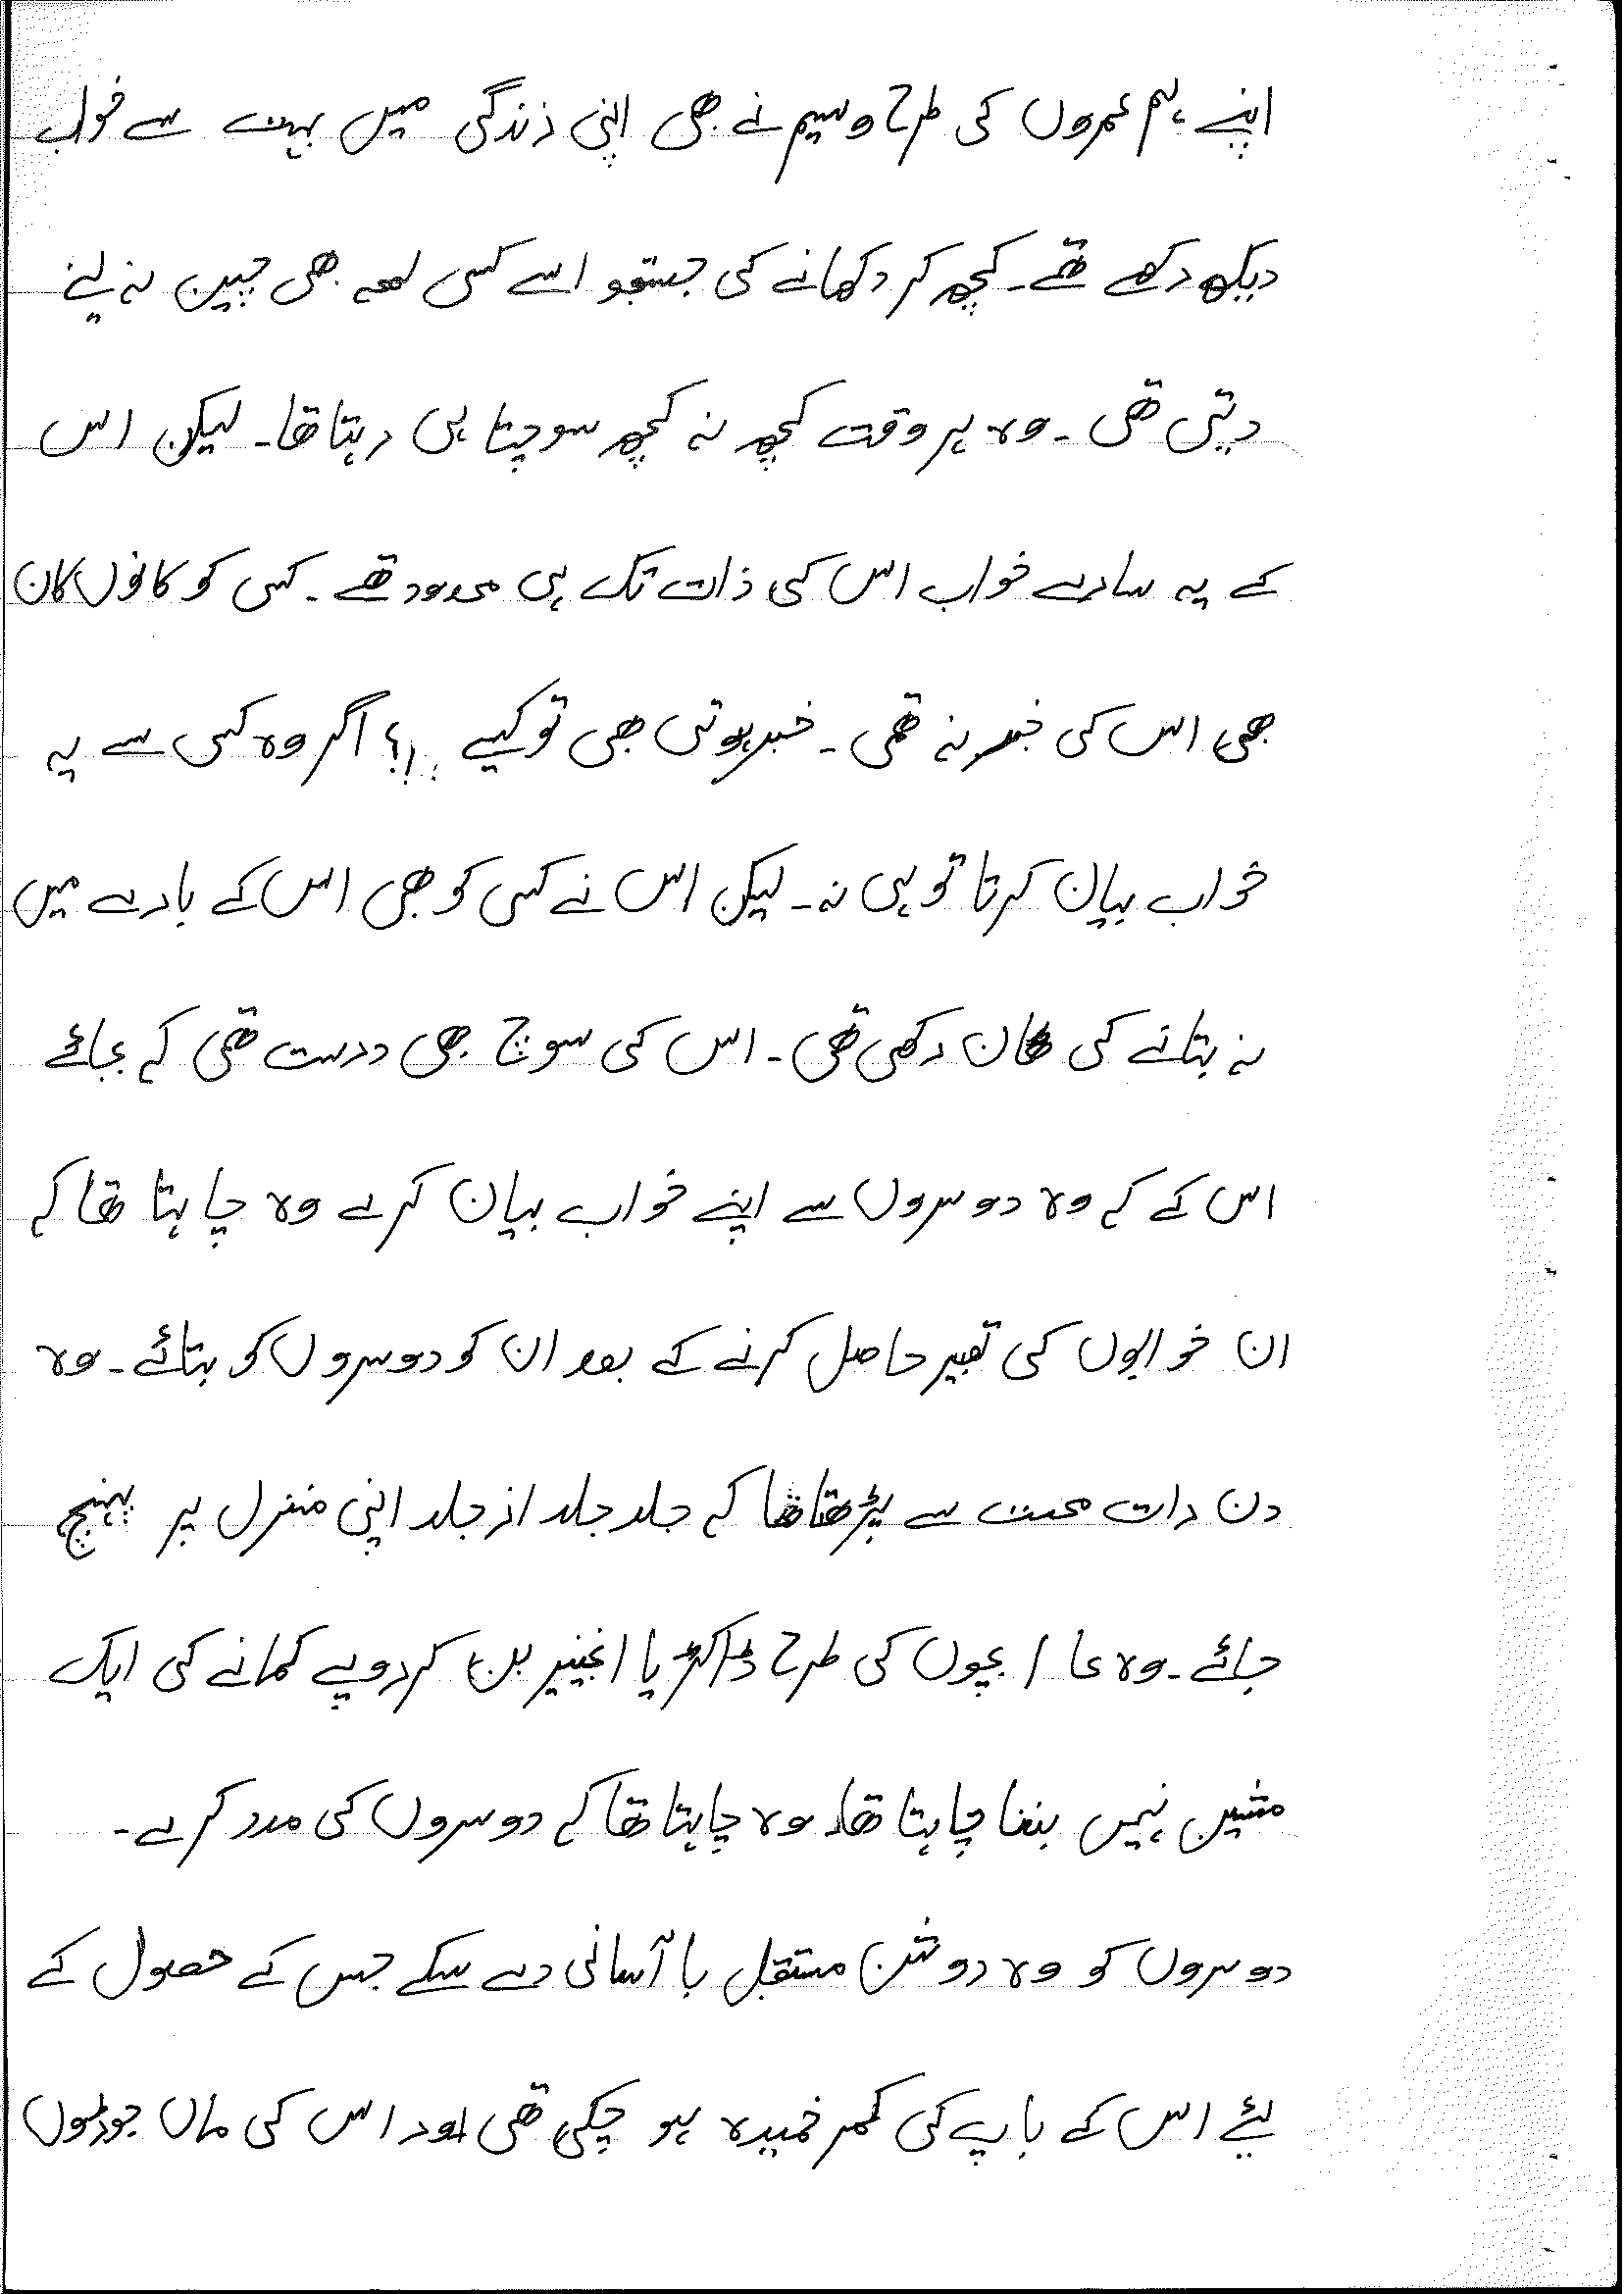 اپنے ہم عمروں کی طرح وسیم نے بھی اپنی زندگی میں بہت سے خواب
دیکھ رکھے تھے۔ کچھ کر دکھانے کی جستجو اسے کسی لمحہ بھی چین نہ لینے
دیتی تھی۔ وہ ہر وقت کچھ نہ کچھ سوچتا ہی رہتا تھا۔ لیکن اس
کے یہ سارے خواب اس کی ذات تک ہی محدود تھے۔ کسی کو کانوں کان
بھی اس کی خبر نہ تھی۔ خبر ہوتی بھی تو کیسے ؟ اگر وہ کسی سے یہ
خواب بیان کرتا تو ہی نہ۔ لیکن اس نے کسی کو بھی اس کے بارے میں
نہ بتانے کی ٹھان رکھی تھی۔ اس کی سوچ بھی درست تھی کہ بجائے
اس کے کہ وہ دوسروں سے اپنے خواب بیان کرے وہ چاہتا تھا کہ
ان خوابوں کی تعبیر حاصل کرنے کے بعد ان کو دوسروں کو بتائے۔ وہ
دن رات محنت سے پڑھتا تھا کہ جلد جلد از جلد اپنی منزل پر پہنچ
جائے۔ وہ عام بچوں کی طرح ڈاکٹر یا انجینیر بن کر روپے کمانے کی ایک
مشین نہیں بننا چاہتا تھا۔ وہ چاہتا تھا کہ دوسروں کی مدد کرے۔
دوسروں کو وہ روشن مستقبل با آسانی دے سکے جس کے حصول کے
لئے اس کے باپ کی کمر خمیدہ ہو چکی تھی اور اس کی ماں جوڑوں